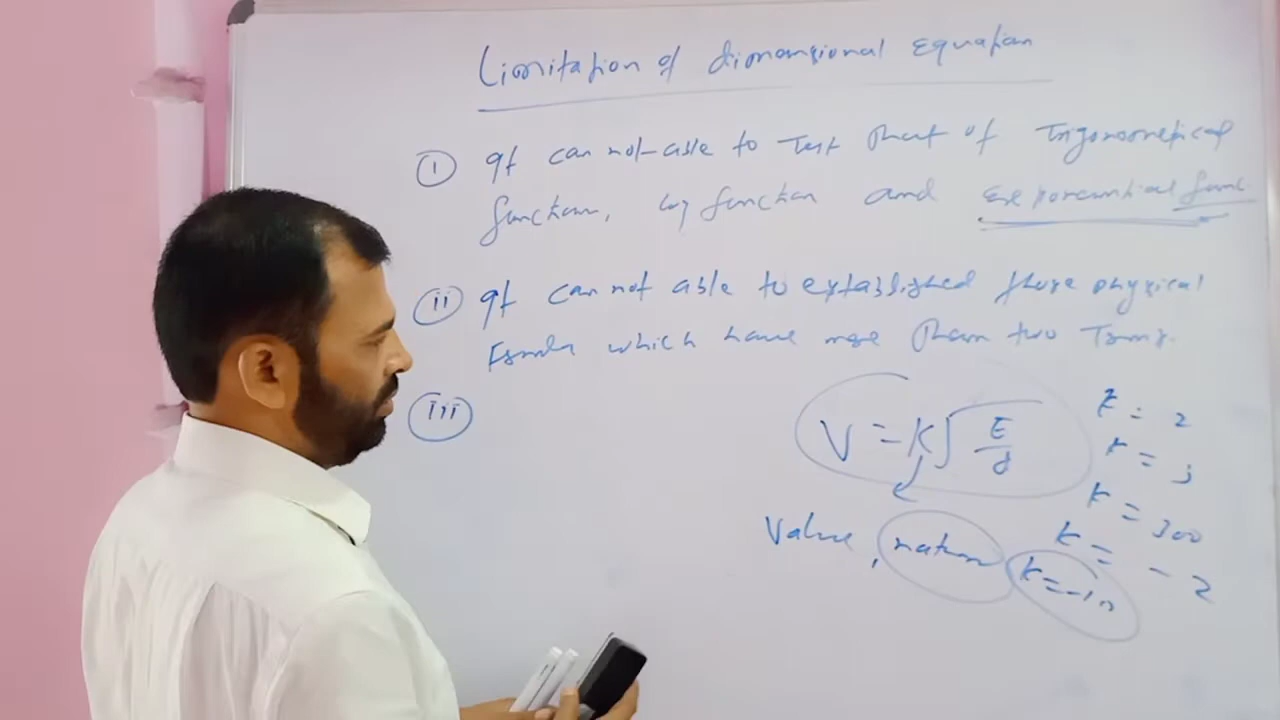 Limitation of dimensional equation
(i) It can not able to test that of Trigonometrical
function, log function and exponential func
(ii) It can not able to established those physical
which have more than two Terms.
(iii)
V = K√E/
K = 2
K =
K = 300
K = - 2
K = -10
Value, nature